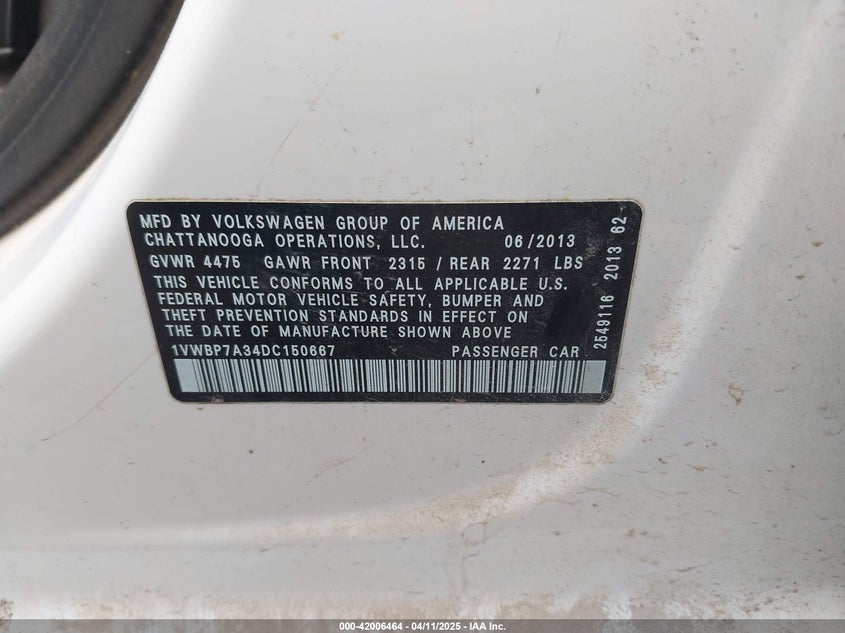 MFD BY VOLKSWAGEN GROUP OF AMERICA
CHATTANOOGA OPERATIONS, LLC. 06/2013
GVWR 4475 GAWR FRONT 2315 / REAR 2271 LBS
THIS VEHICLE CONFORMS TO ALL APPLICABLE U.S.
FEDERAL MOTOR VEHICLE SAFETY, BUMPER AND
THEFT PREVENTION STANDARDS IN EFFECT ON
THE DATE OF MANUFACTURE SHOWN ABOVE
1VWBP7A34DC150667 PASSENGER CAR
2549116 2013 62
000-42006464 - 04/11/2025 - IAA Inc.